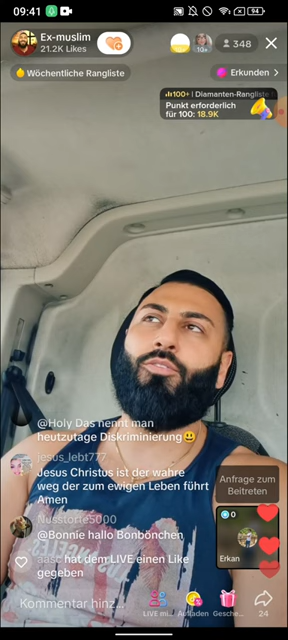 09:41
94
Ex-muslim
21.2K Likes
10x
348
Wöchentliche Rangliste
Erkunden >
100+ | Diamanten-Rangliste
Punkt erforderlich
für 100: 18.9K
@Holy Das nennt man
heutzutage Diskriminierung😃
jesus_lebt777
Jesus Christus ist der wahre
weg der zum ewigen Leben führt
Amen
Nusstorte5000
@Bonnie hallo Bonbönchen
hat dem LIVE einen Like
gegeben
Anfrage zum
Beitreten
0
Erkan
Kommentar hinz...
LIVE mi...
Aufladen
Gesche...
24